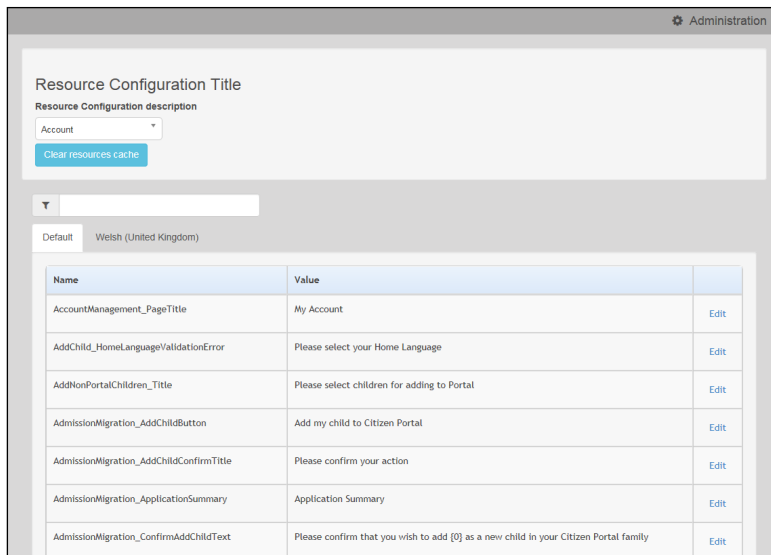 Administration
Resource Configuration Title
Resource Configuration description
Account
Clear resources cache
Default Welsh (United Kingdom)
Name Value
AccountManagement_PageTitle My Account Edit
AddChild_HomeLanguageValidationError Please select your Home Language Edit
AddNonPortalChildren_Title Please select children for adding to Portal Edit
AdmissionMigration_AddChildButton Add my child to Citizen Portal Edit
AdmissionMigration_AddChildConfirmTitle Please confirm your action Edit
AdmissionMigration_ApplicationSummary Application Summary Edit
AdmissionMigration_ConfirmAddChildText Please confirm that you wish to add {0} as a new child in your Citizen Portal family Edit